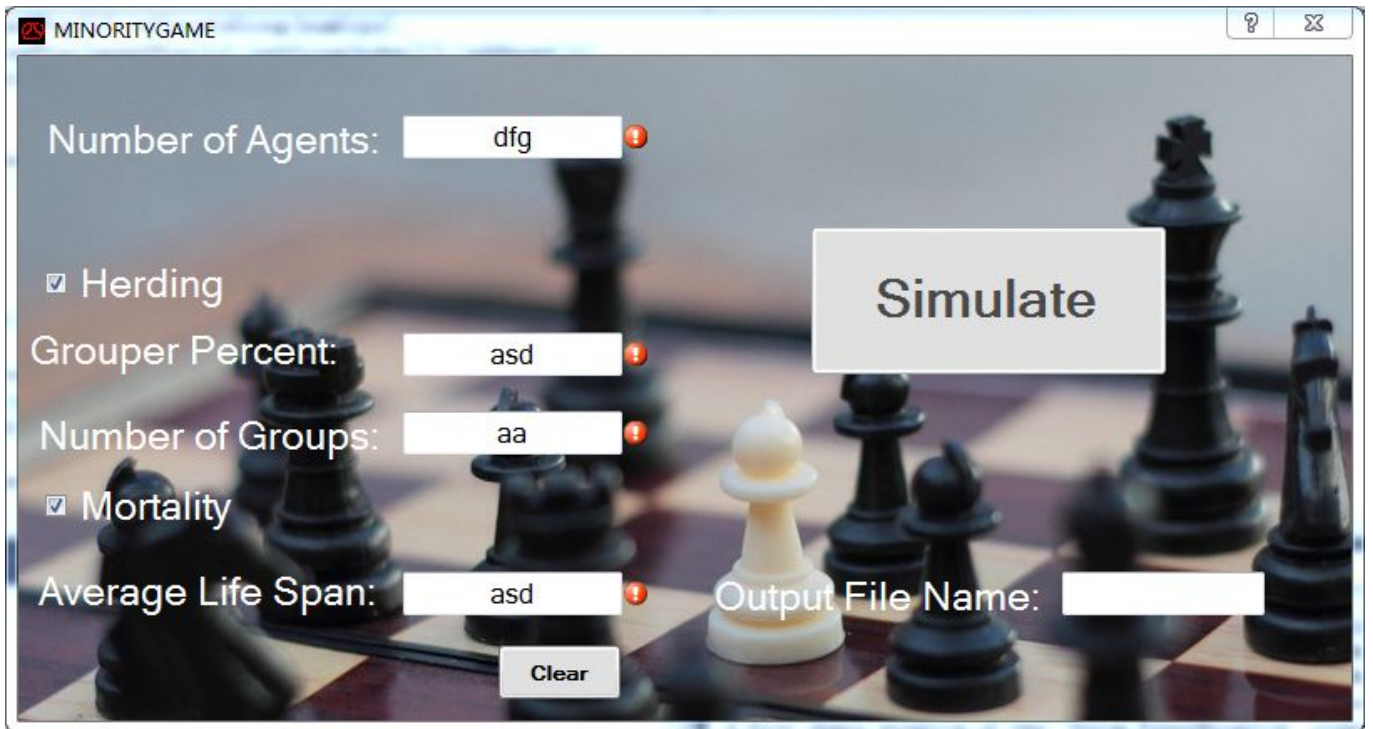 MINORITYGAME
Number of Agents: dfg
Herding
Simulate
Grouper Percent: asd
Number of Groups: aa
Mortality
Average Life Span: asd
Output File Name:
Clear